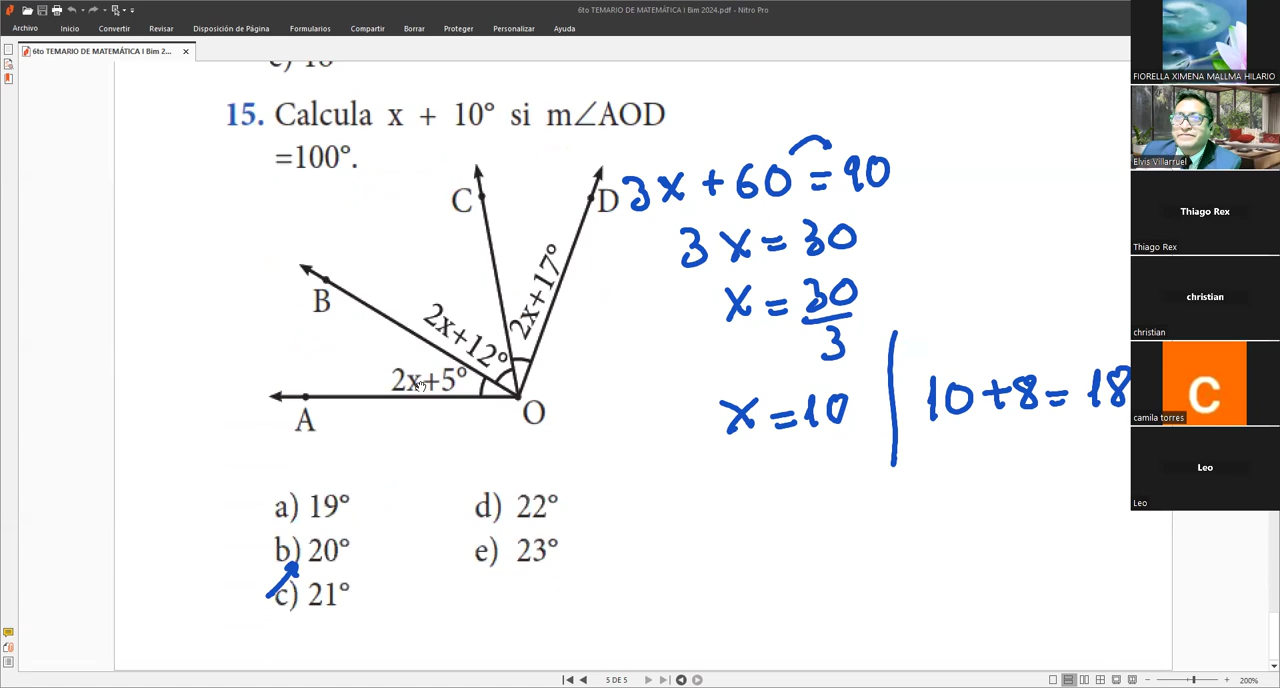 6to TEMARIO DE MATEMÁTICA I Bim 2024.pdf - Nitro Pro
Archivo Inicio Convertir Revisar Disposición de Página Formularios Compartir Borrar Proteger Personalizar Ayuda
6to TEMARIO DE MATEMÁTICA I Bim 2... ×
15. Calcula x + 10° si m∠AOD
=100°.
C
D
B
2x+17°
2x+12°
2x+5°
A
O
a) 19°
b) 20°
c) 21°
d) 22°
e) 23°
3x + 60 = 90
3x = 30
x = 30
3
x = 10
10+8= 18
FIORELLA XIMENA MALLMA HILARIO
Elvis Villarruel
Thiago Rex
Thiago Rex
christian
christian
C
camila torres
Leo
Leo
5 DE 5
200%